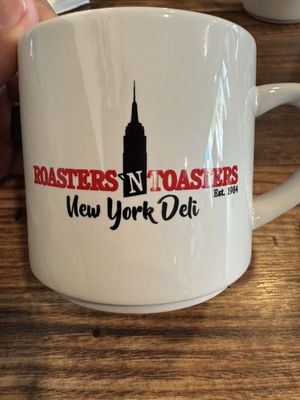 ROASTERS 'N TOASTERS
Est. 1984
New York Deli